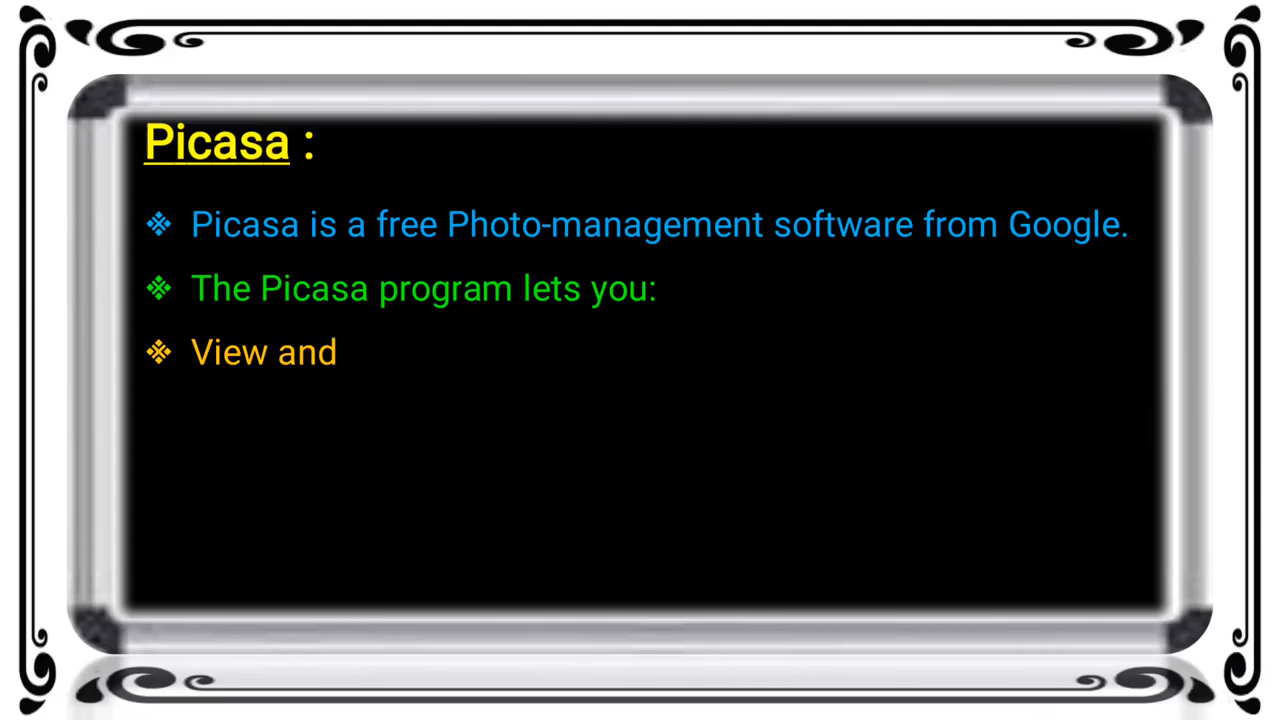 Picasa :
❖ Picasa is a free Photo-management software from Google.
❖ The Picasa program lets you:
❖ View and